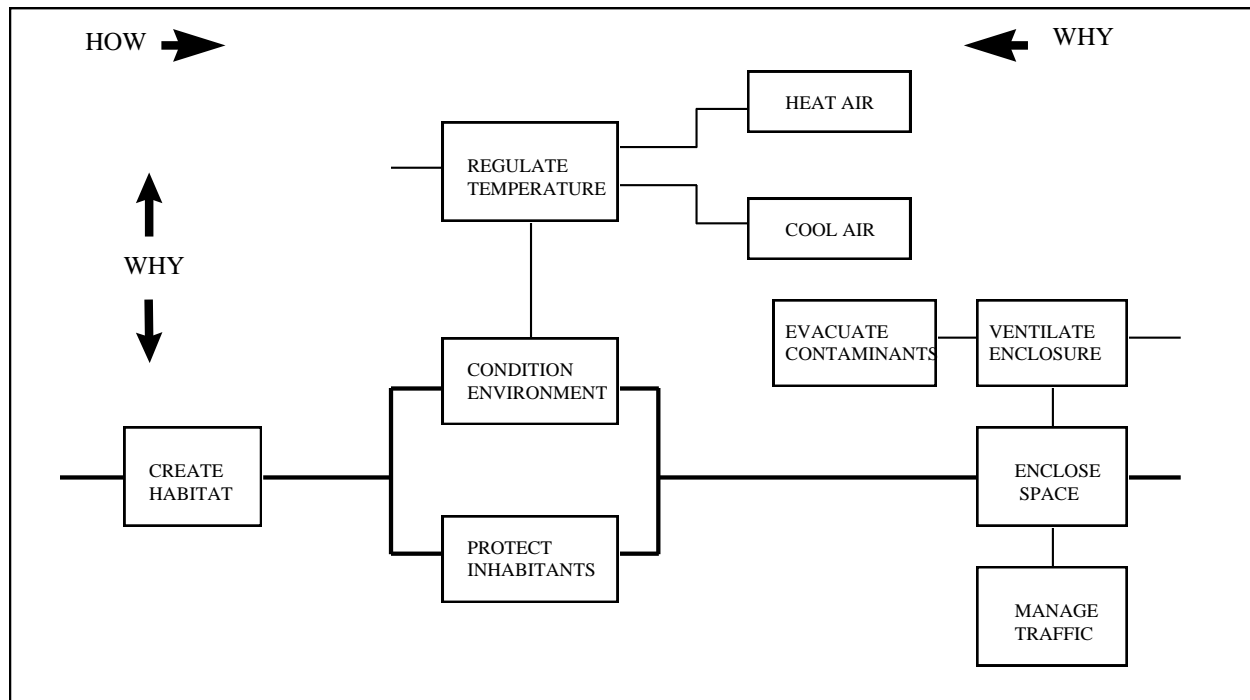 HOW
WHY
HEAT AIR
REGULATE
TEMPERATURE
COOL AIR
WHY
EVACUATE
CONTAMINANTS
VENTILATE
ENCLOSURE
CONDITION
ENVIRONMENT
CREATE
HABITAT
ENCLOSE
SPACE
PROTECT
INHABITANTS
MANAGE
TRAFFIC